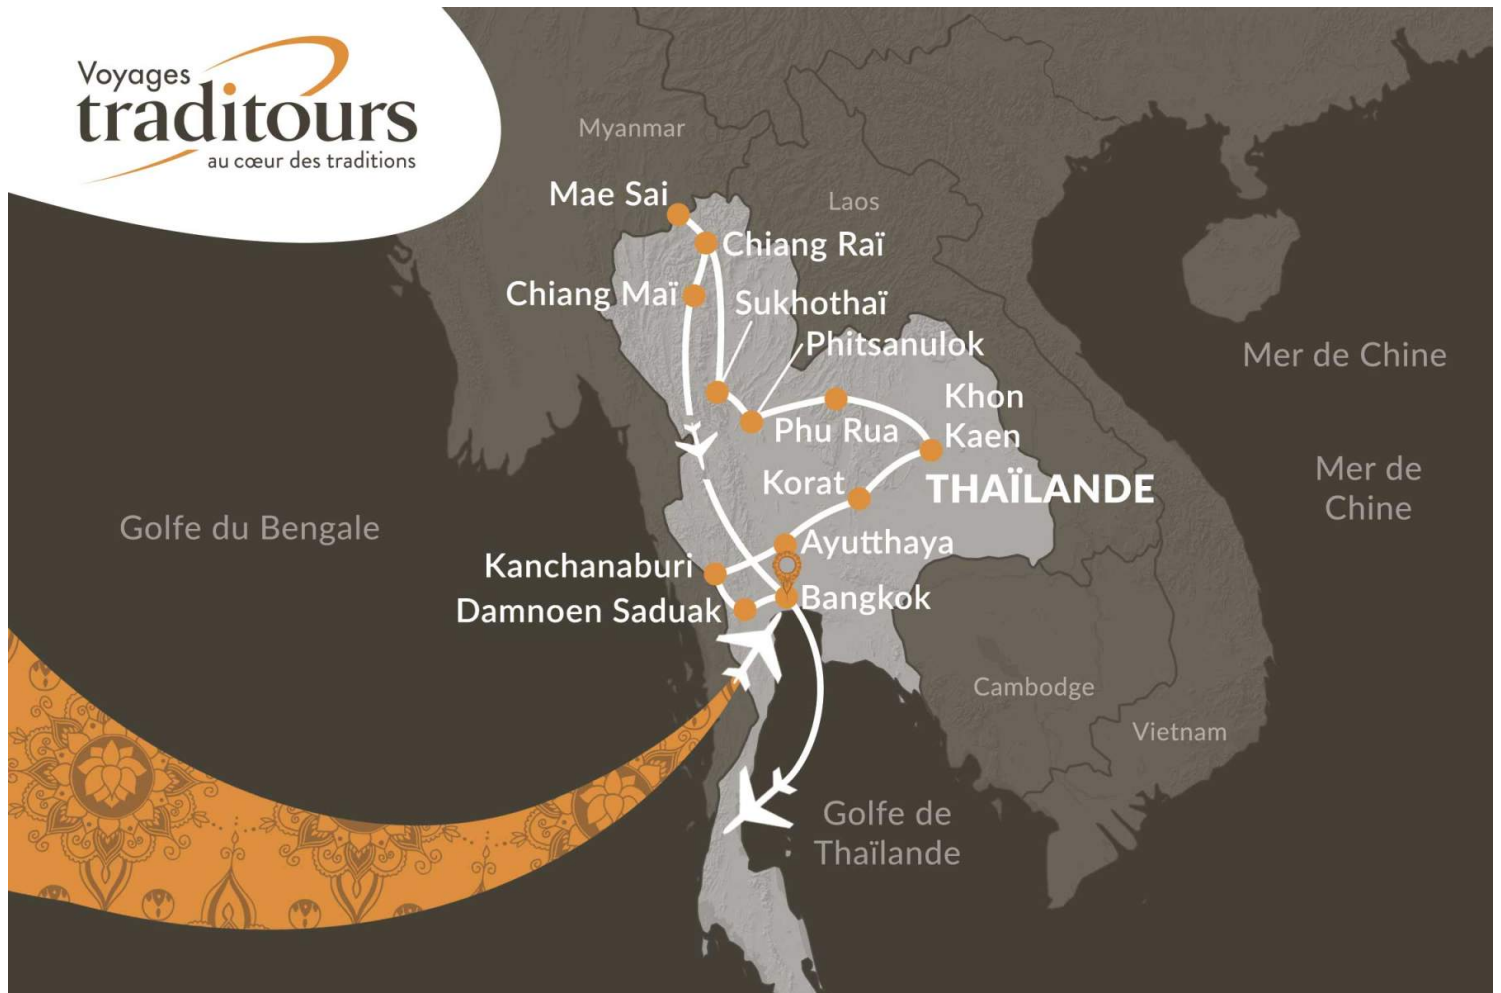 Voyages
traditours
au cœur des traditions
Myanmar
Mae Sai
Laos
Chiang Raï
Chiang Maï
Sukhothaï
Phitsanulok
Mer de Chine
Khon
Kaen
Phu Rua
Korat
THAÏLANDE
Mer de
Chine
Golfe du Bengale
Ayutthaya
Kanchanaburi
Bangkok
Damnoen Saduak
Cambodge
Vietnam
Golfe de
Thaïlande